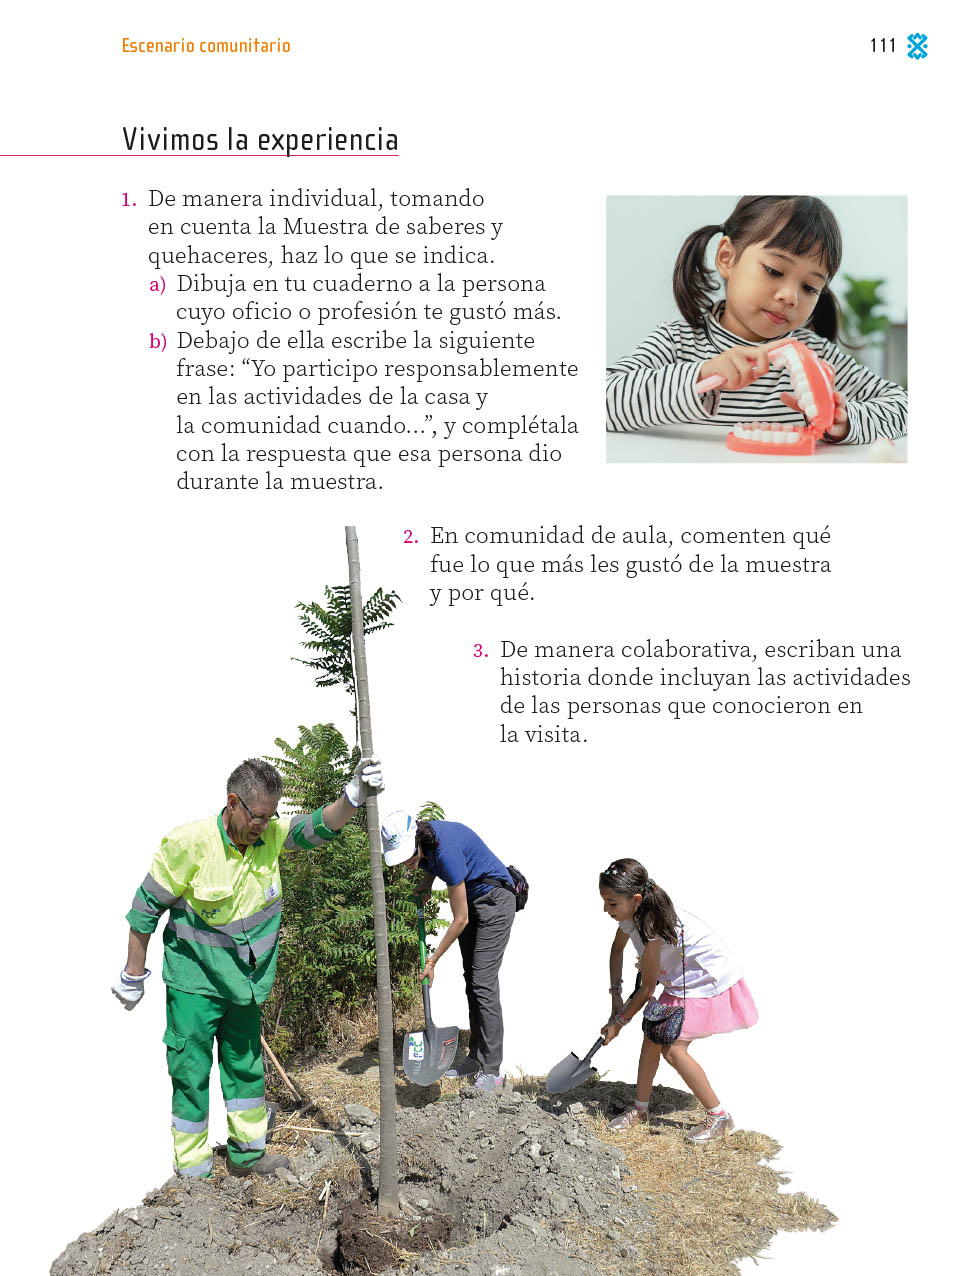 Escenario comunitario
111
Vivimos la experiencia
1. De manera individual, tomando
en cuenta la Muestra de saberes y
quehaceres, haz lo que se indica.
a) Dibuja en tu cuaderno a la persona
cuyo oficio o profesión te gustó más.
b) Debajo de ella escribe la siguiente
frase: “Yo participo responsablemente
en las actividades de la casa y
la comunidad cuando...”, y complétala
con la respuesta que esa persona dio
durante la muestra.
2. En comunidad de aula, comenten qué
fue lo que más les gustó de la muestra
y por qué.
3. De manera colaborativa, escriban una
historia donde incluyan las actividades
de las personas que conocieron en
la visita.
FCC